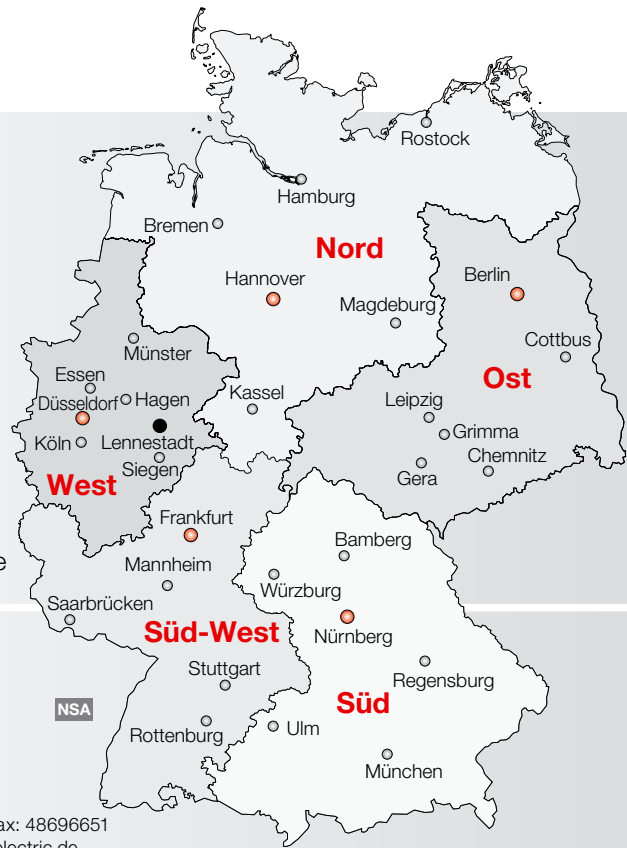 Rostock
Hamburg
Bremen
Nord
Hannover
Berlin
Magdeburg
Cottbus
Münster
Essen
Ost
Düsseldorf
Hagen
Kassel
Leipzig
Köln
Lennestadt
Grimma
Siegen
Chemnitz
West
Gera
Frankfurt
Bamberg
Mannheim
Würzburg
Saarbrücken
Süd-West
Nürnberg
Stuttgart
Regensburg
NSA
Süd
Rottenburg
Ulm
München
ax: 48696651